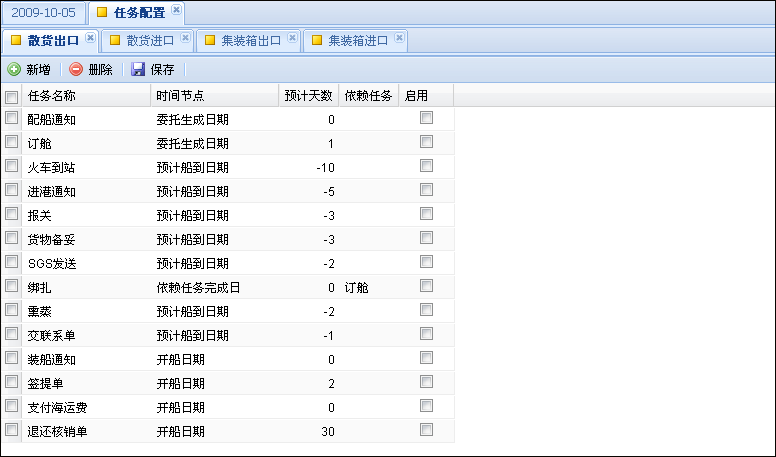 2009-10-05 任务配置
散货出口 散货进口 集装箱出口 集装箱进口
新增 删除 保存
任务名称 时间节点 预计天数 依赖任务 启用
配船通知 委托生成日期 0
订舱 委托生成日期 1
火车到站 预计船到日期 -10
进港通知 预计船到日期 -5
报关 预计船到日期 -3
货物备妥 预计船到日期 -3
SGS发送 预计船到日期 -2
绑扎 依赖任务完成日 0 订舱
熏蒸 预计船到日期 -2
交联系单 预计船到日期 -1
装船通知 开船日期 0
签提单 开船日期 2
支付海运费 开船日期 0
退还核销单 开船日期 30